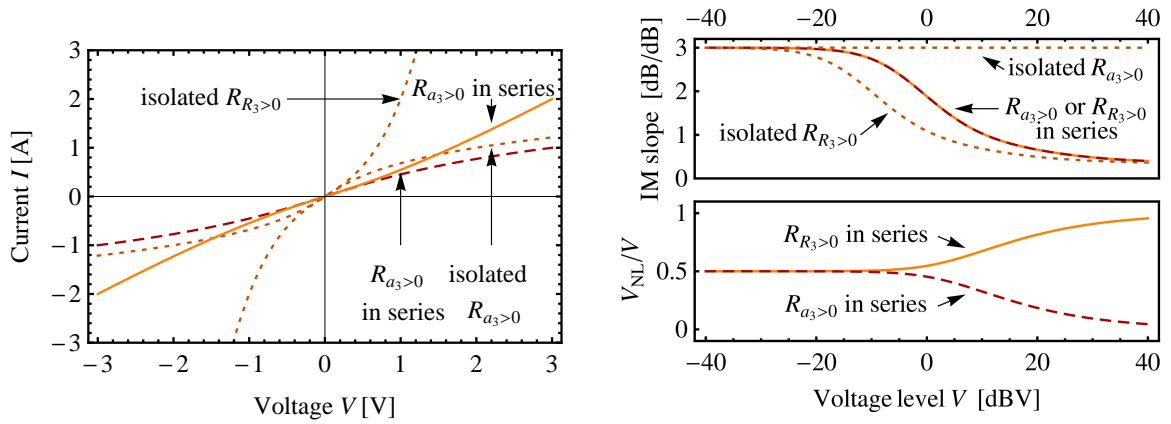 3
2
1
0
−1
−2
−3
−3
−2
−1
0
1
2
3
Current I [A]
Voltage V [V]
isolated R_{R_3>0}
R_{a_3>0} in series
R_{a_3>0}
in series
isolated
R_{a_3>0}
−40
−20
0
20
40
3
2
1
0
IM slope [dB/dB]
isolated R_{a_3>0}
R_{a_3>0} or R_{R_3>0}
in series
isolated R_{R_3>0}
1
0.5
0
V_{NL}/V
R_{R_3>0} in series
R_{a_3>0} in series
−40
−20
0
20
40
Voltage level V [dBV]